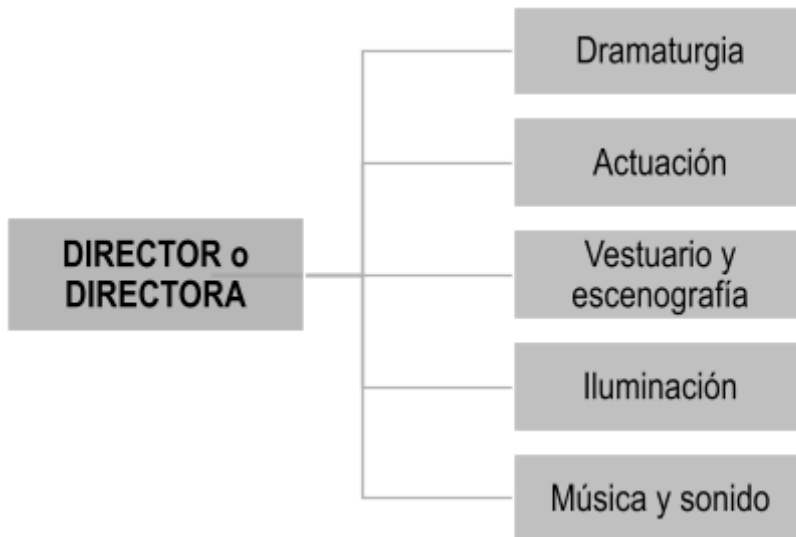 DIRECTOR o
DIRECTORA
Dramaturgia
Actuación
Vestuario y
escenografía
Iluminación
Música y sonido